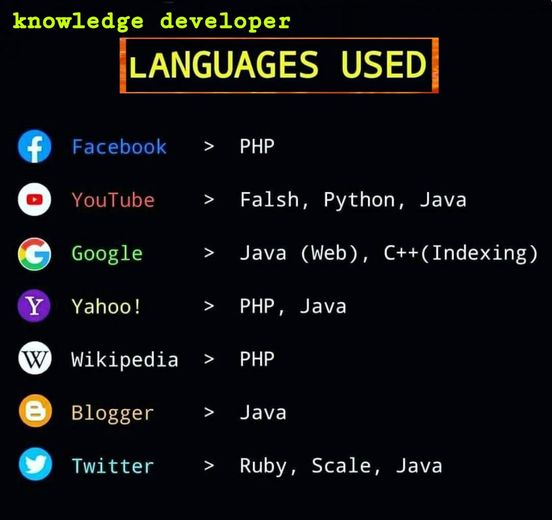 knowledge developer
LANGUAGES USED
Facebook > PHP
YouTube > Falsh, Python, Java
Google > Java (Web), C++(Indexing)
Yahoo! > PHP, Java
Wikipedia > PHP
Blogger > Java
Twitter > Ruby, Scale, Java